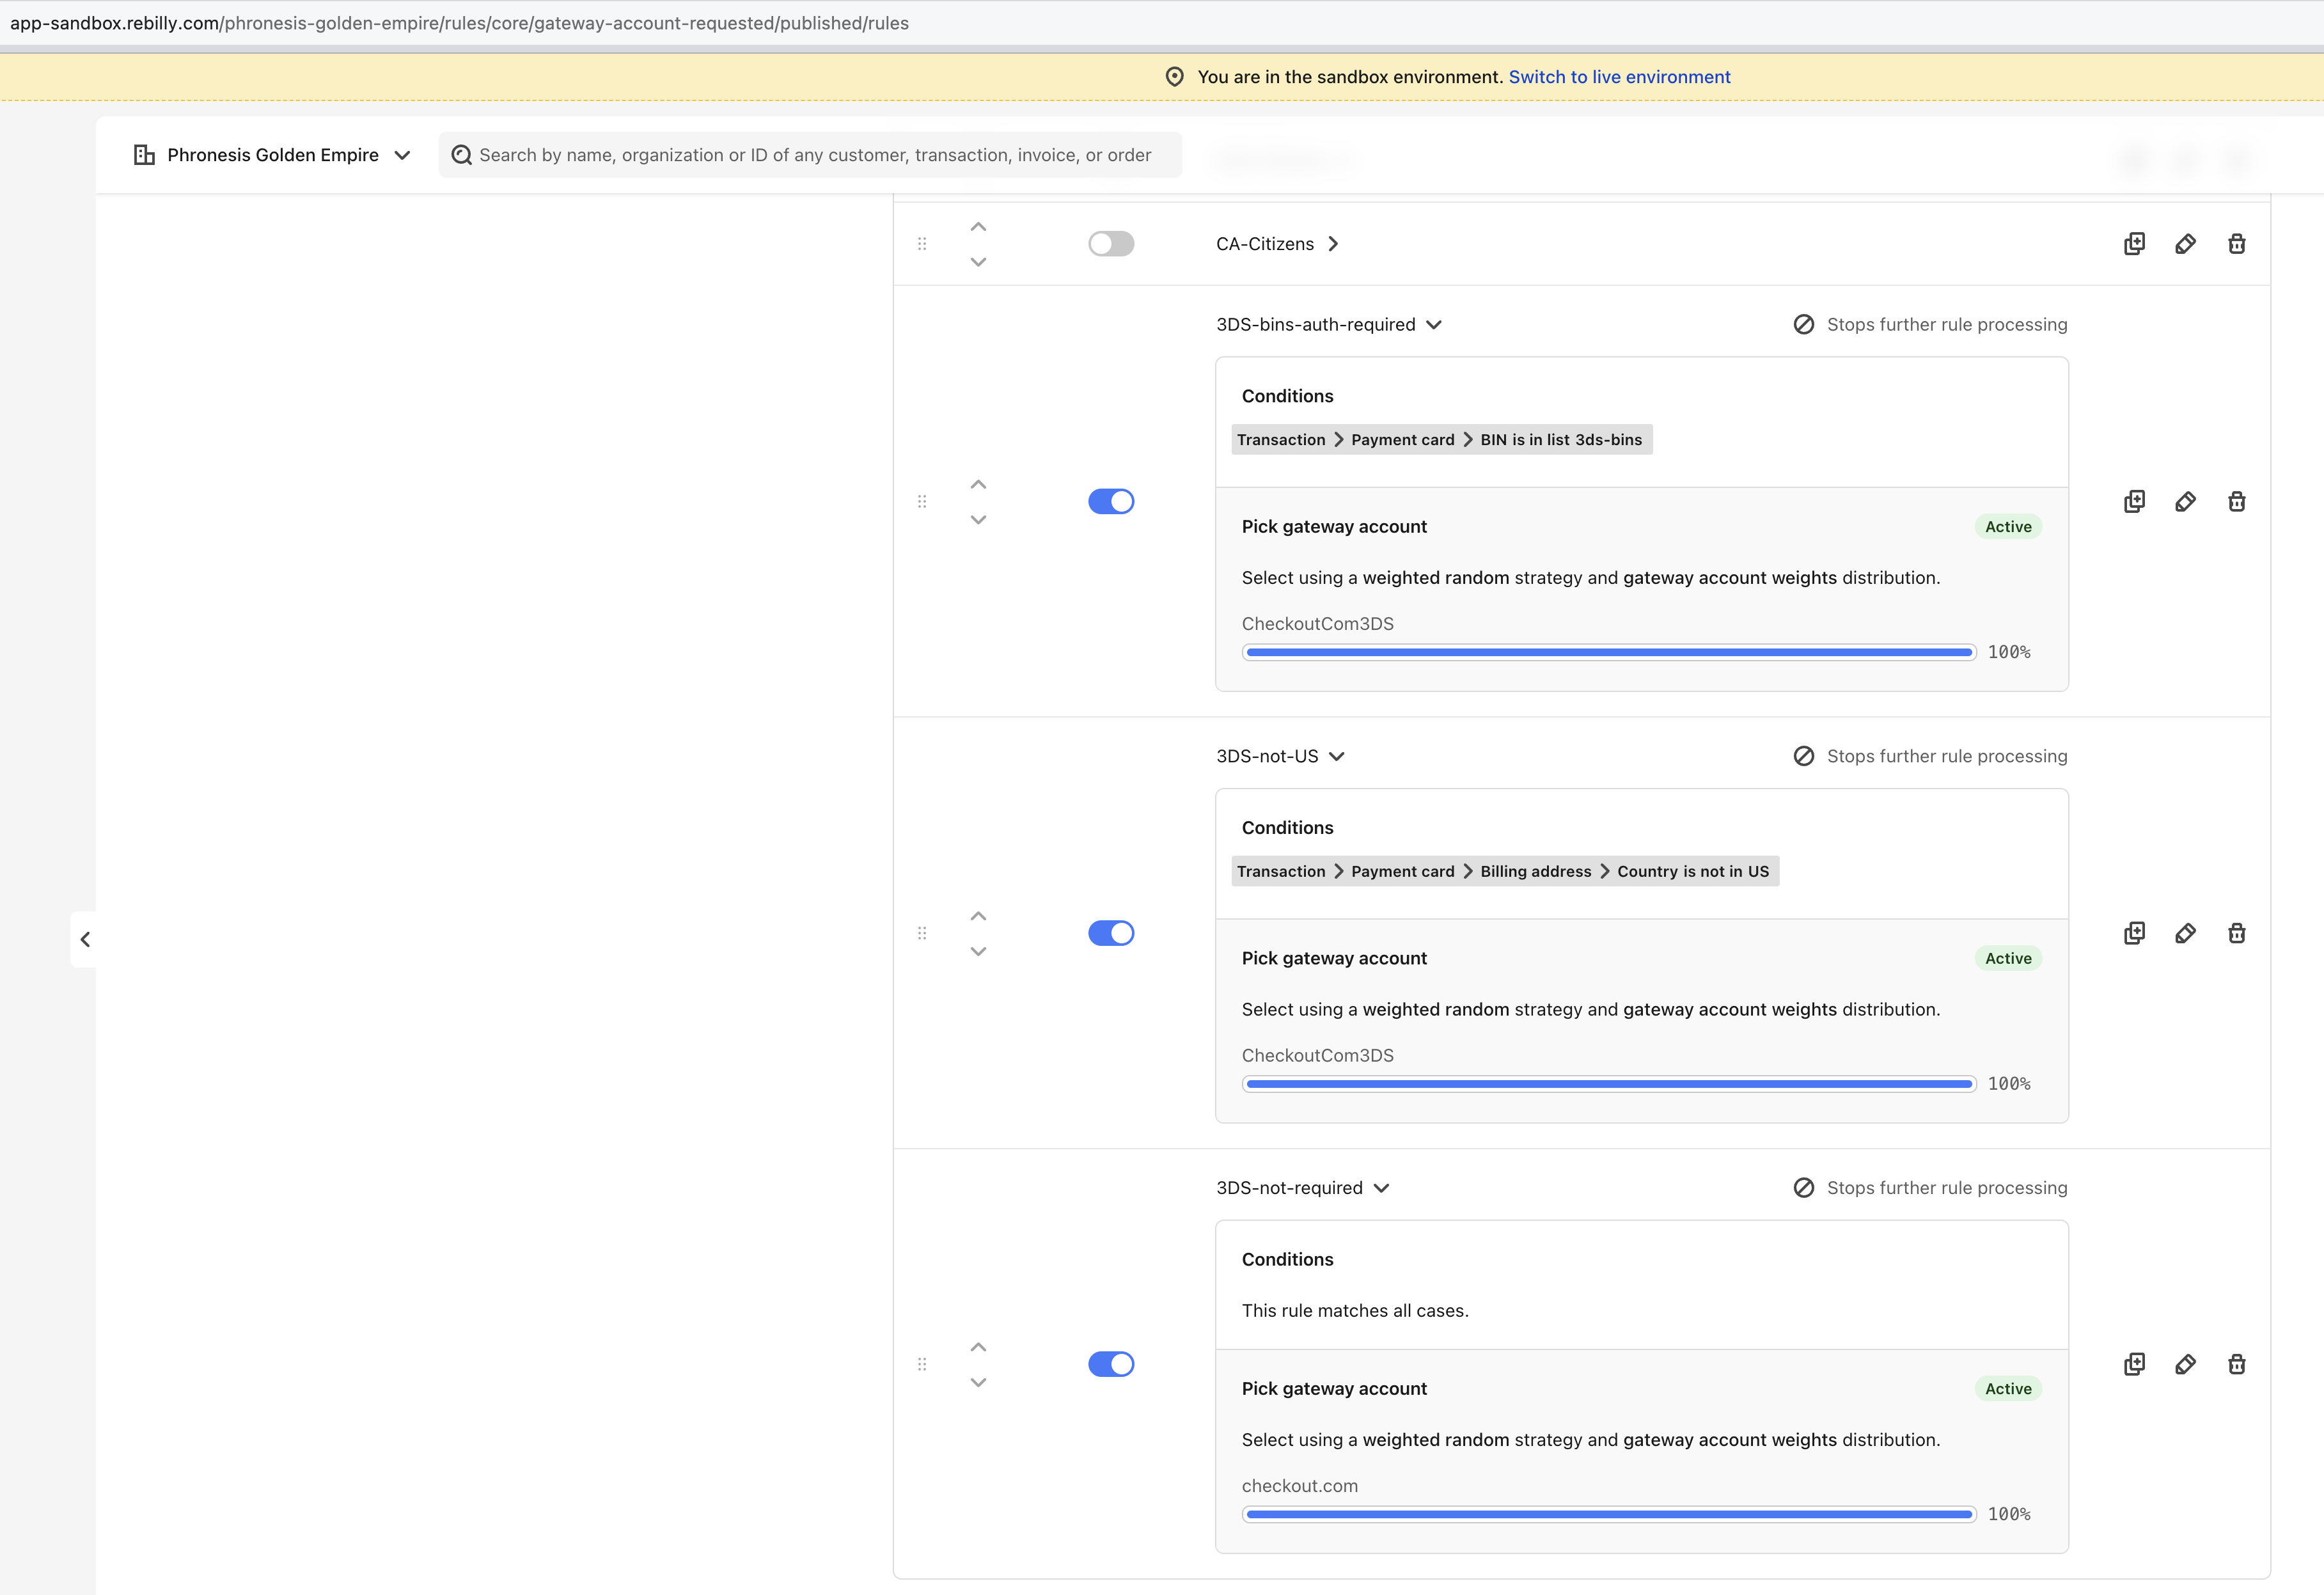 app-sandbox.rebilly.com/phronesis-golden-empire/rules/core/gateway-account-requested/published/rules
You are in the sandbox environment. Switch to live environment
Phronesis Golden Empire
Search by name, organization or ID of any customer, transaction, invoice, or order
CA-Citizens
3DS-bins-auth-required
Stops further rule processing
Conditions
Transaction > Payment card > BIN is in list 3ds-bins
Pick gateway account
Active
Select using a weighted random strategy and gateway account weights distribution.
CheckoutCom3DS
100%
3DS-not-US
Stops further rule processing
Conditions
Transaction > Payment card > Billing address > Country is not in US
Pick gateway account
Active
Select using a weighted random strategy and gateway account weights distribution.
CheckoutCom3DS
100%
3DS-not-required
Stops further rule processing
Conditions
This rule matches all cases.
Pick gateway account
Active
Select using a weighted random strategy and gateway account weights distribution.
checkout.com
100%